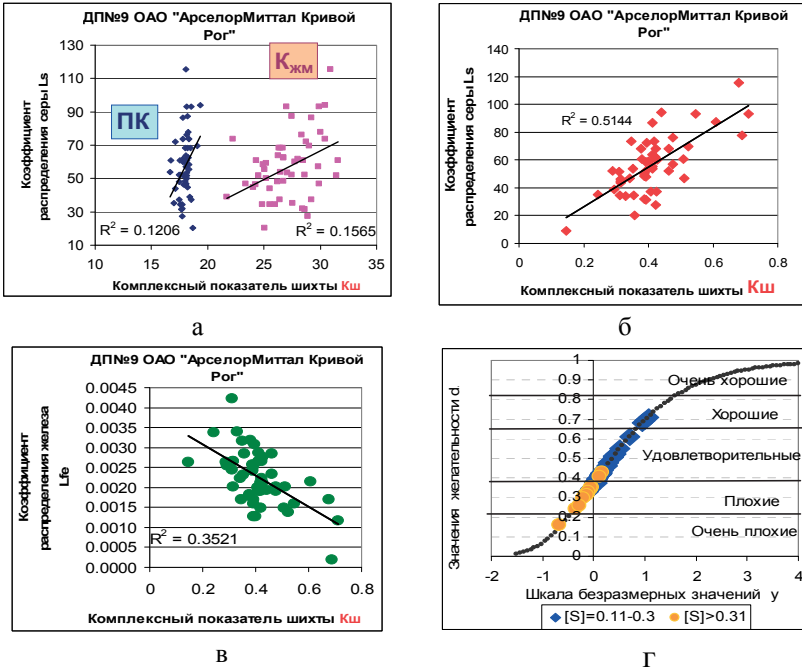 ДП№9 ОАО "АрселорМиттал Кривой
Рог"
Коэффициент
распределения серы Ls
130
110
90
70
50
30
10
ПК
Кжм
R² = 0.1206
R² = 0.1565
10 15 20 25 30 35
Комплексный показатель шихты Кш
а
ДП№9 ОАО "АрселорМиттал Кривой
Рог"
Коэффициент
распределения серы Ls
140
120
100
80
60
40
20
0
R² = 0.5144
0 0.2 0.4 0.6 0.8
Комплексный показатель шихты Кш
б
ДП№9 ОАО "АрселорМиттал Кривой
Рог"
Коэффициент
распределения железа
Lfe
0.0045
0.0040
0.0035
0.0030
0.0025
0.0020
0.0015
0.0010
0.0005
0.0000
R² = 0.3521
0 0.2 0.4 0.6 0.8
Комплексный показатель шихты Кш
в
Значения желательности d.
1
0.9
0.8
0.7
0.6
0.5
0.4
0.3
0.2
0.1
0
Очень хорошие
Хорошие
Удовлетворительные
Плохие
Очень плохие
-2 -1 0 1 2 3 4
Шкала безразмерных значений y
[S]=0.11-0.3 [S]>0.31
г